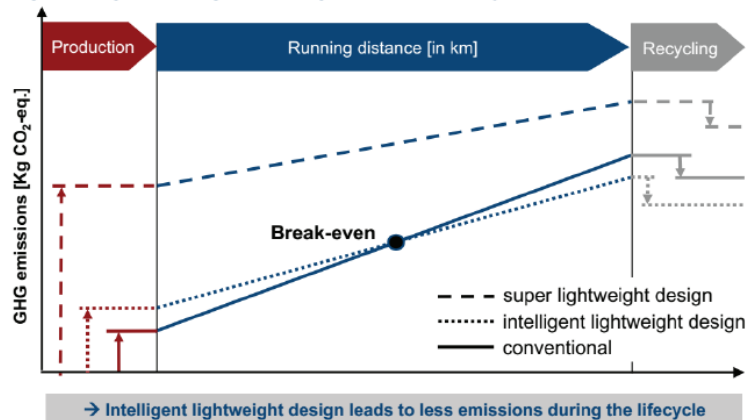 Production
Running distance [in km]
Recycling
GHG emissions [Kg CO₂-eq.]
Break-even
super lightweight design
intelligent lightweight design
conventional
→ Intelligent lightweight design leads to less emissions during the lifecycle